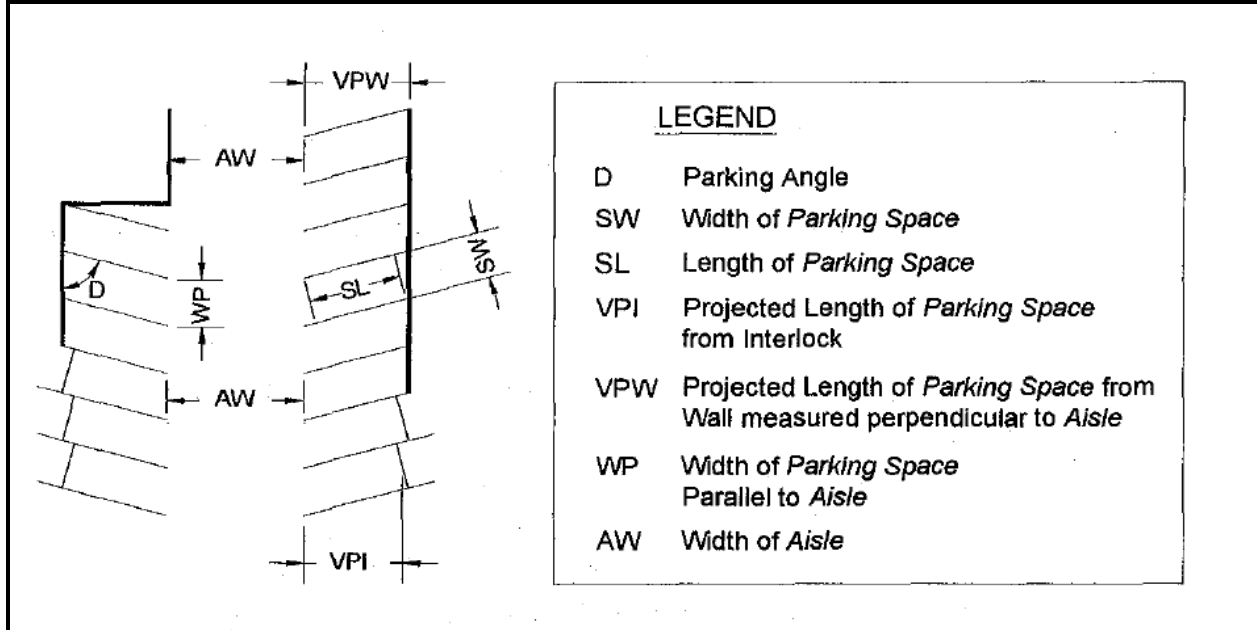 VPW
AW
D
WP
SL
SW
AW
VPI
LEGEND
D Parking Angle
SW Width of Parking Space
SL Length of Parking Space
VPI Projected Length of Parking Space
from Interlock
VPW Projected Length of Parking Space from
Wall measured perpendicular to Aisle
WP Width of Parking Space
Parallel to Aisle
AW Width of Aisle